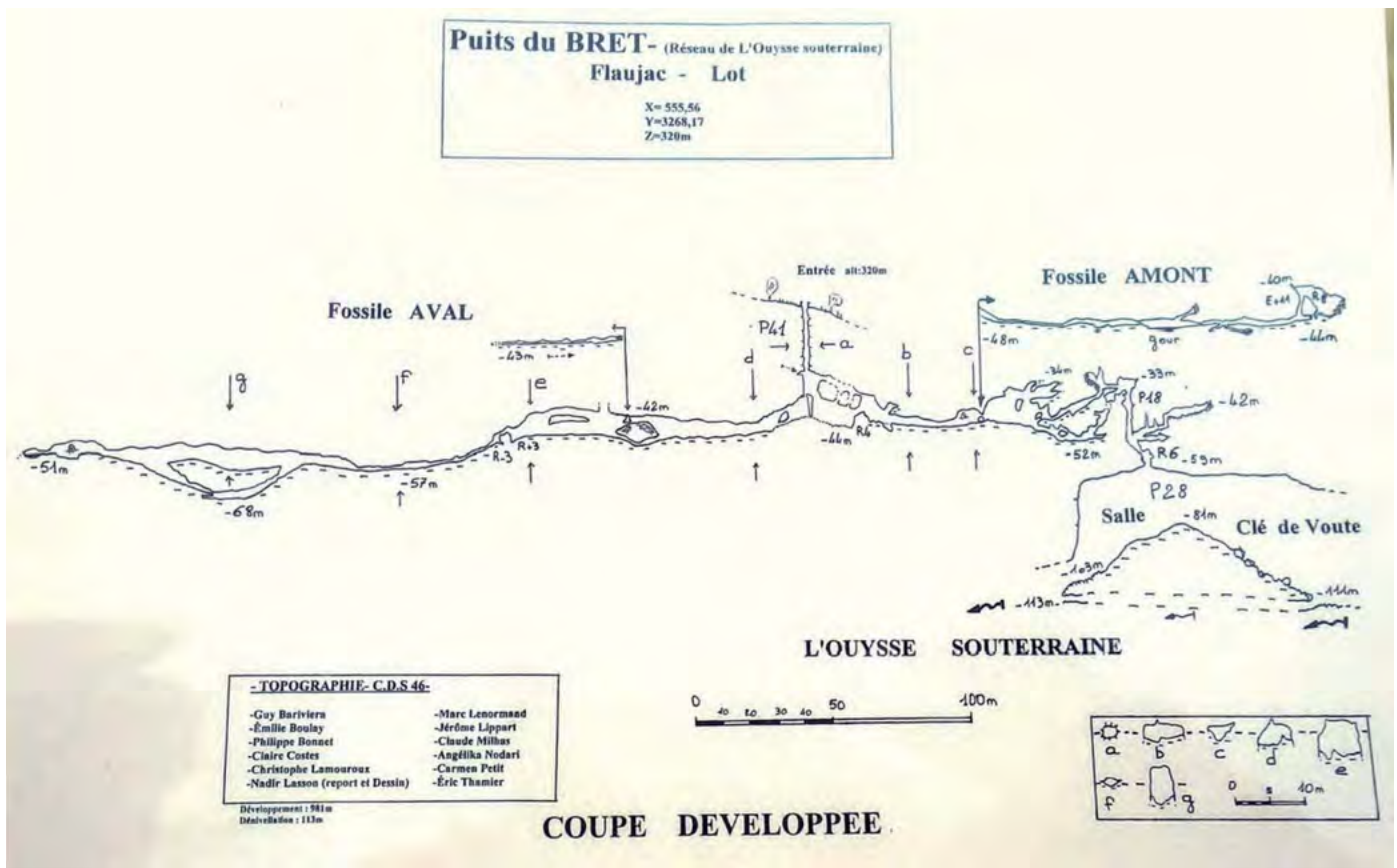 Puits du BRET- (Réseau de L'Ouysse souterraine)
Flaujac - Lot
X= 555,56
Y=3268,17
Z=320m
Entrée alt:320m
Fossile AMONT
Fossile AVAL
-40m
E+11
R8
P41
a
-43m
-48m
gour
-44m
g
f
e
d
b
c
-34m
-33m
P18
-42m
-42m
-44m
R4
-52m
R6
-59m
R-3
R+3
-51m
-57m
-68m
P28
Salle
-81m
Clé de Voute
-103m
-113m
-111m
L'OUYSSE SOUTERRAINE
- TOPOGRAPHIE- C.D.S 46-
-Guy Bariviera
-Émilie Boulay
-Philippe Bonnet
-Claire Costes
-Christophe Lamouroux
-Nadir Lasson (report et Dessin)
-Marc Lenormand
-Jérôme Lippart
-Claude Milhas
-Angélika Nodari
-Carmen Petit
-Éric Thamier
Développement : 981m
Dénivellation : 113m
0 10 20 30 40 50 100m
a b c d e
f g 0 5 10m
COUPE DEVELOPPEE